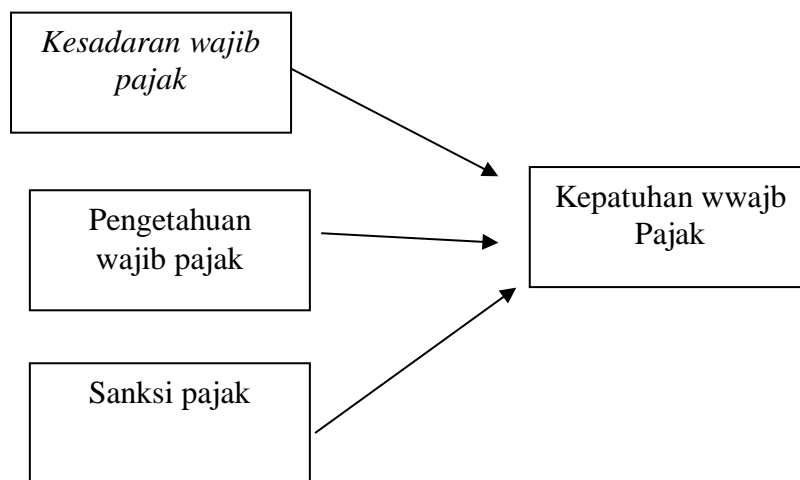 Kesadaran wajib
pajak
Pengetahuan
wajib pajak
Kepatuhan wwajb
Pajak
Sanksi pajak